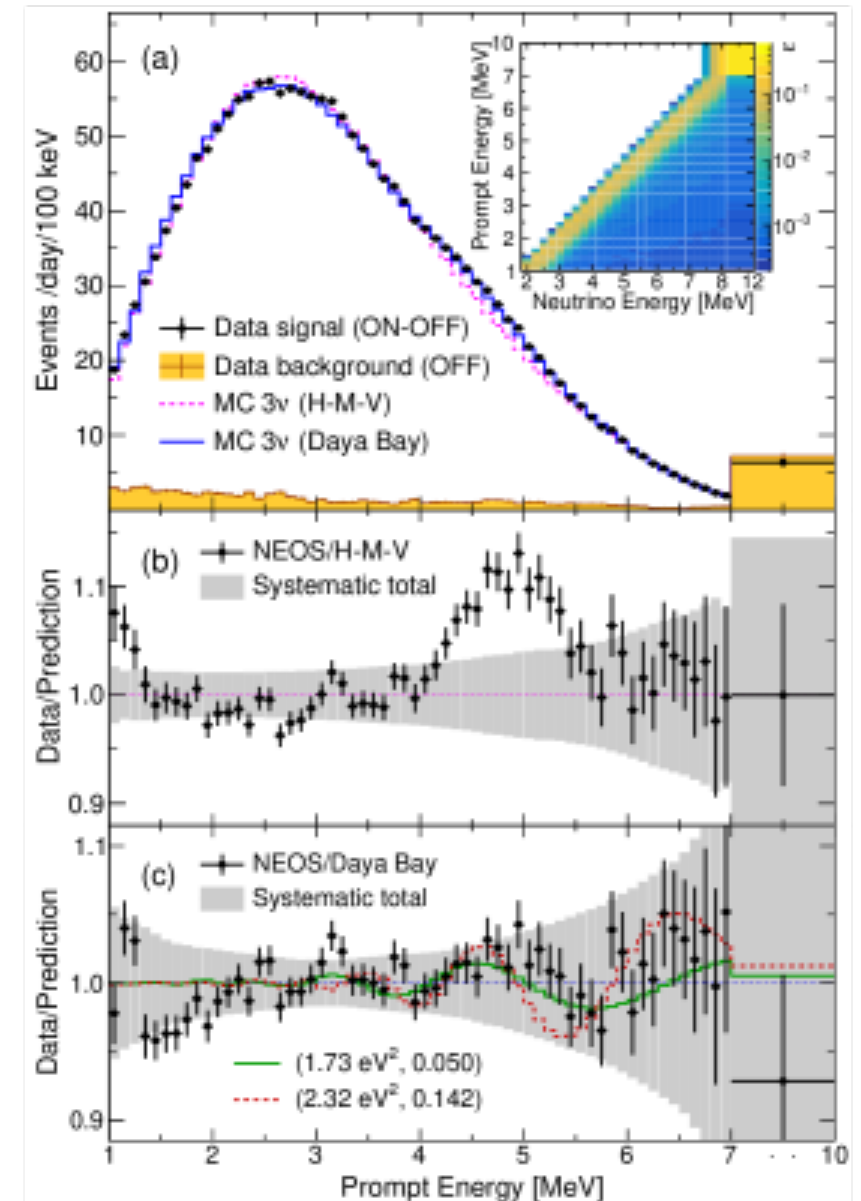 (a)
Events /day/100 keV
60
50
40
30
20
10
Data signal (ON-OFF)
Data background (OFF)
MC 3ν (H-M-V)
MC 3ν (Daya Bay)
Prompt Energy [MeV]
10
7
6
5
4
3
2
1
2 3 4 5 6 7 8 12
Neutrino Energy [MeV]
10⁻¹
10⁻²
10⁻³
(b)
Data/Prediction
1.1
1.0
0.9
NEOS/H-M-V
Systematic total
(c)
Data/Prediction
1.1
1.0
0.9
NEOS/Daya Bay
Systematic total
(1.73 eV², 0.050)
(2.32 eV², 0.142)
1 2 3 4 5 6 7 10
Prompt Energy [MeV]